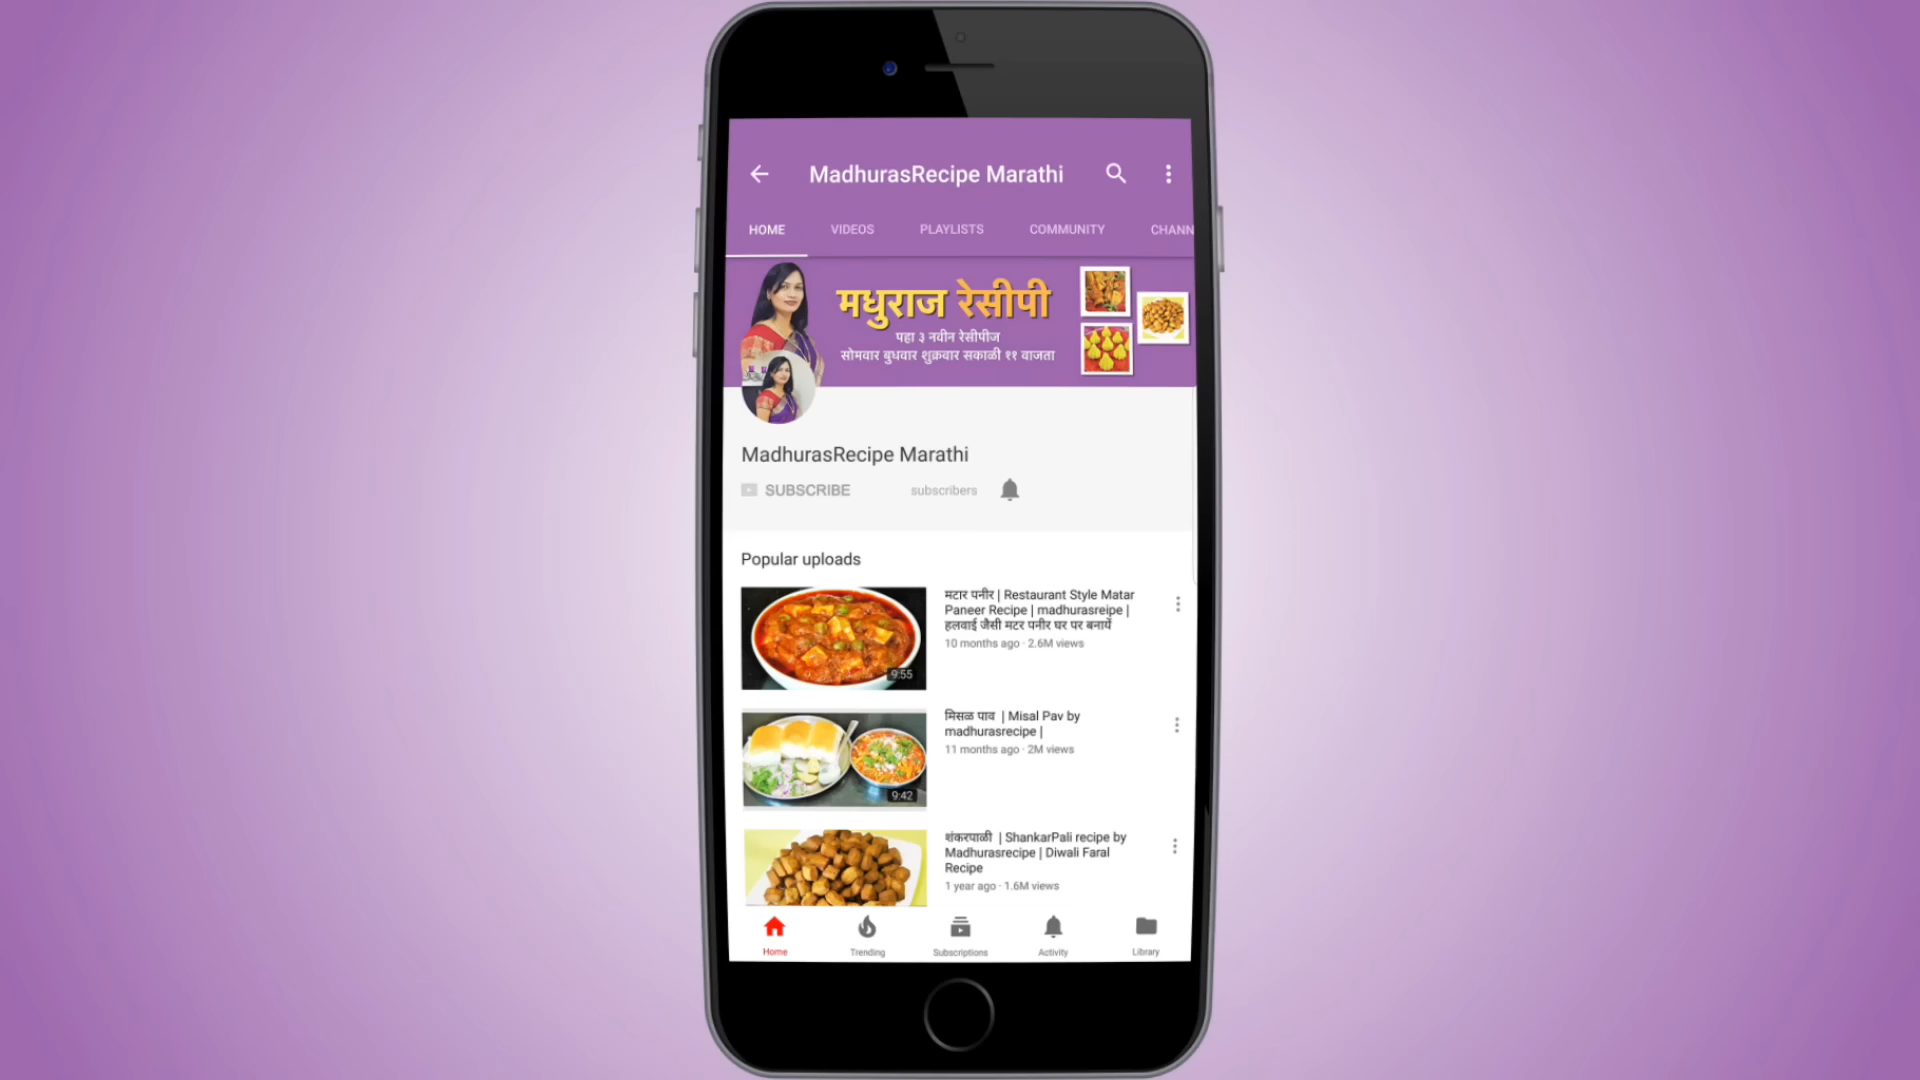 MadhurasRecipe Marathi
HOME VIDEOS PLAYLISTS COMMUNITY CHANN
मधुराज रेसीपी
पहा ३ नवीन रेसीपीज
सोमवार बुधवार शुक्रवार सकाळी ११ वाजता
MadhurasRecipe Marathi
SUBSCRIBE subscribers
Popular uploads
मटार पनीर | Restaurant Style Matar
Paneer Recipe | madhurasreipe |
हलवाई जैसी मटर पनीर घर पर बनायें
10 months ago · 2.6M views
9:55
मिसळ पाव | Misal Pav by
madhurasrecipe |
11 months ago · 2M views
9:42
शंकरपाळी | ShankarPali recipe by
Madhurasrecipe | Diwali Faral
Recipe
1 year ago · 1.6M views
Home Trending Subscriptions Activity Library